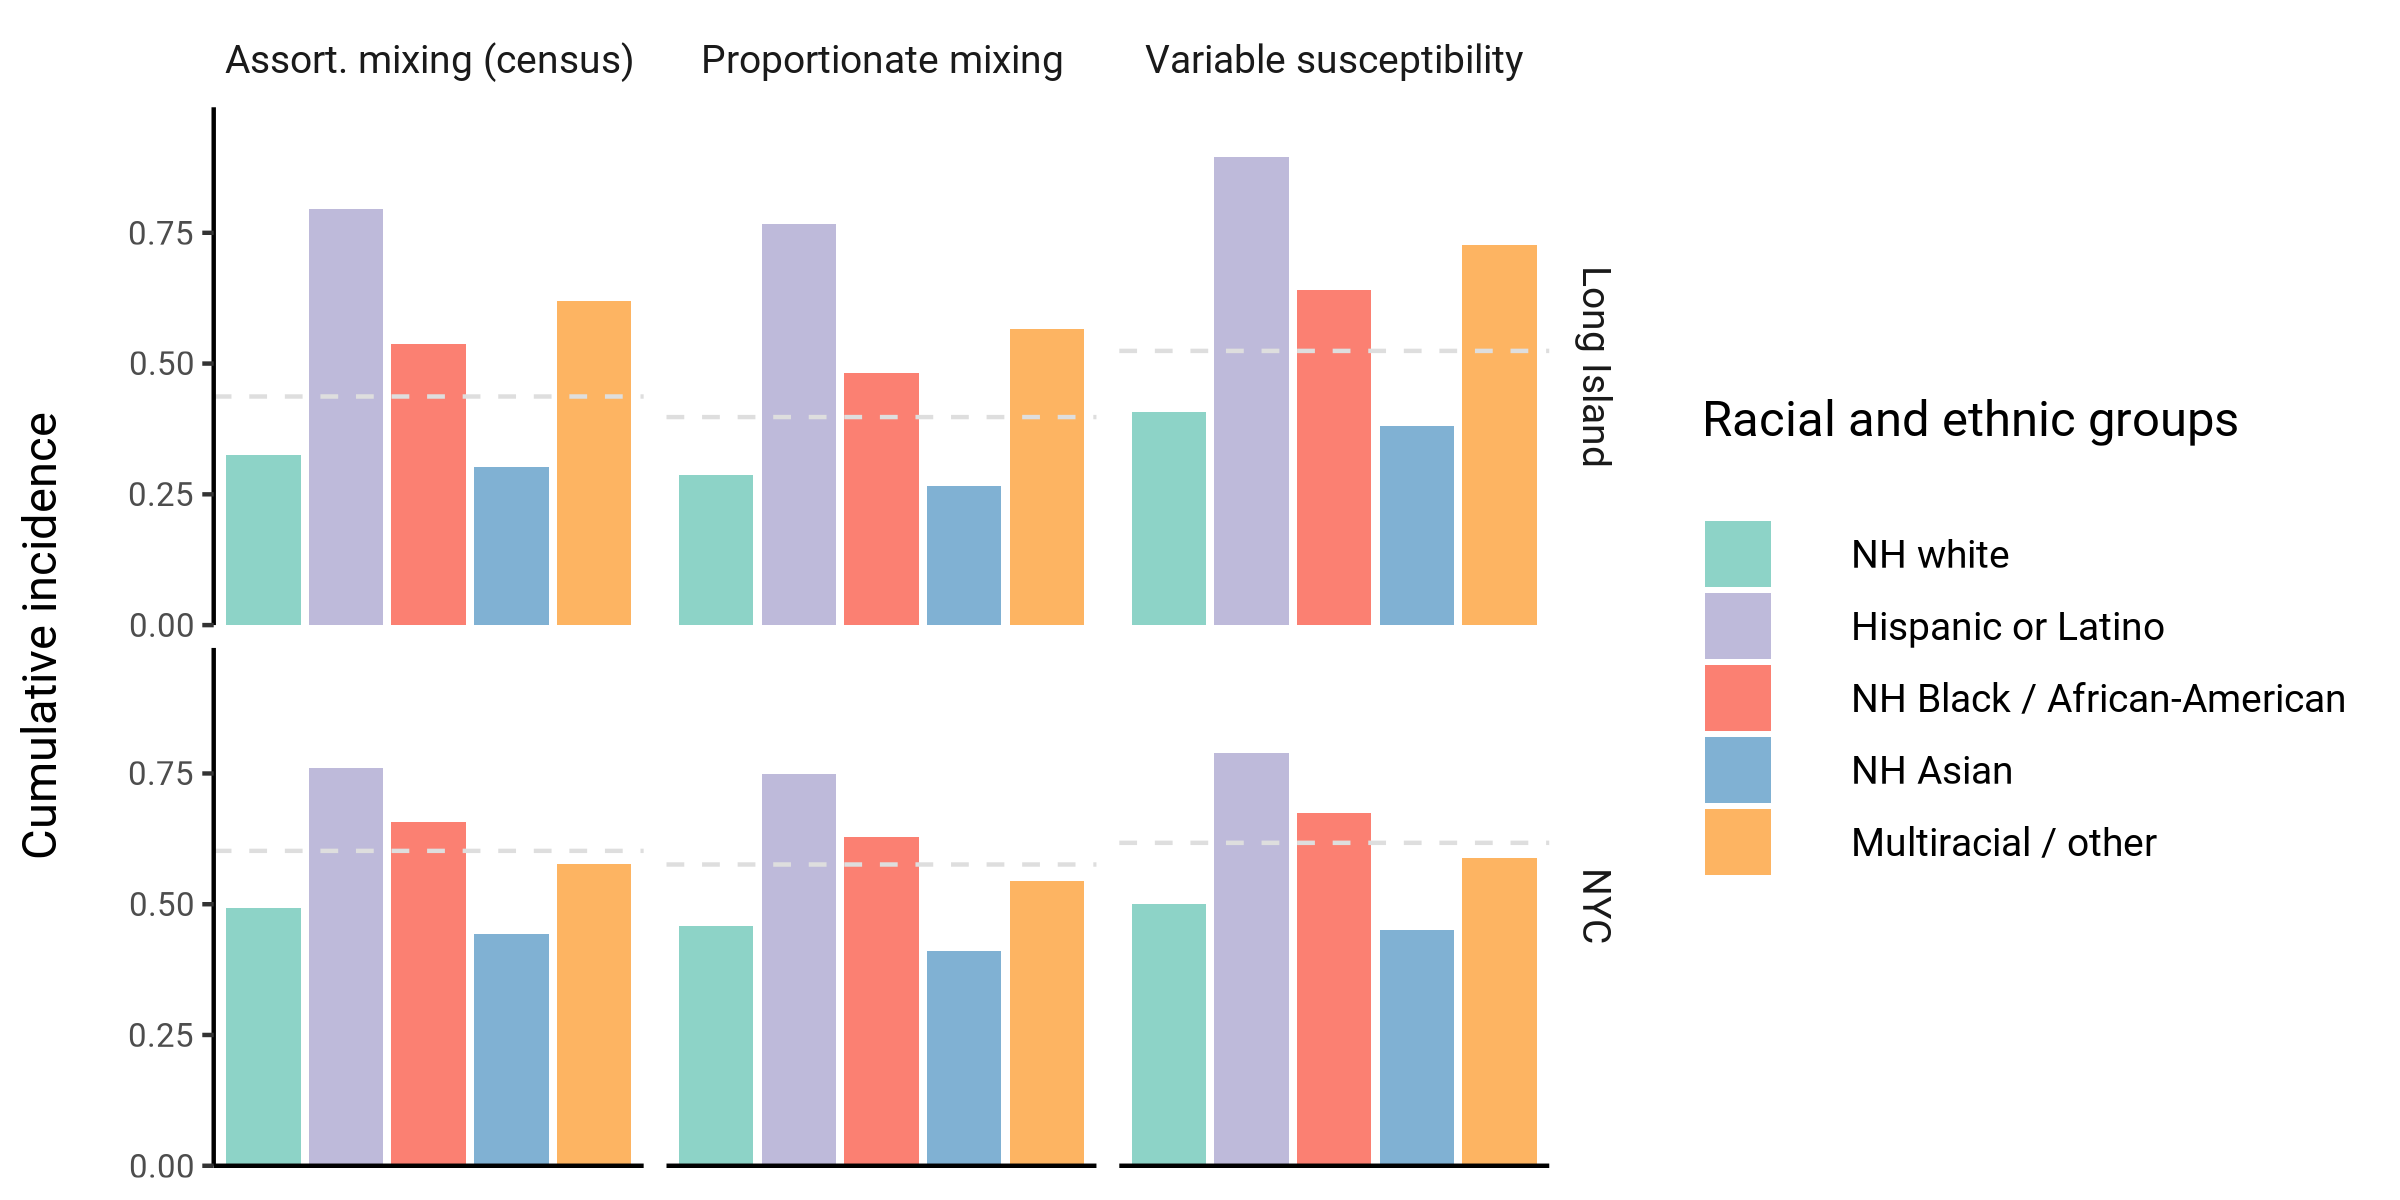 Assort. mixing (census)
Proportionate mixing
Variable susceptibility
Cumulative incidence
0.75
0.50
0.25
0.00
Long Island
0.75
0.50
0.25
0.00
NYC
Racial and ethnic groups
NH white
Hispanic or Latino
NH Black / African-American
NH Asian
Multiracial / other